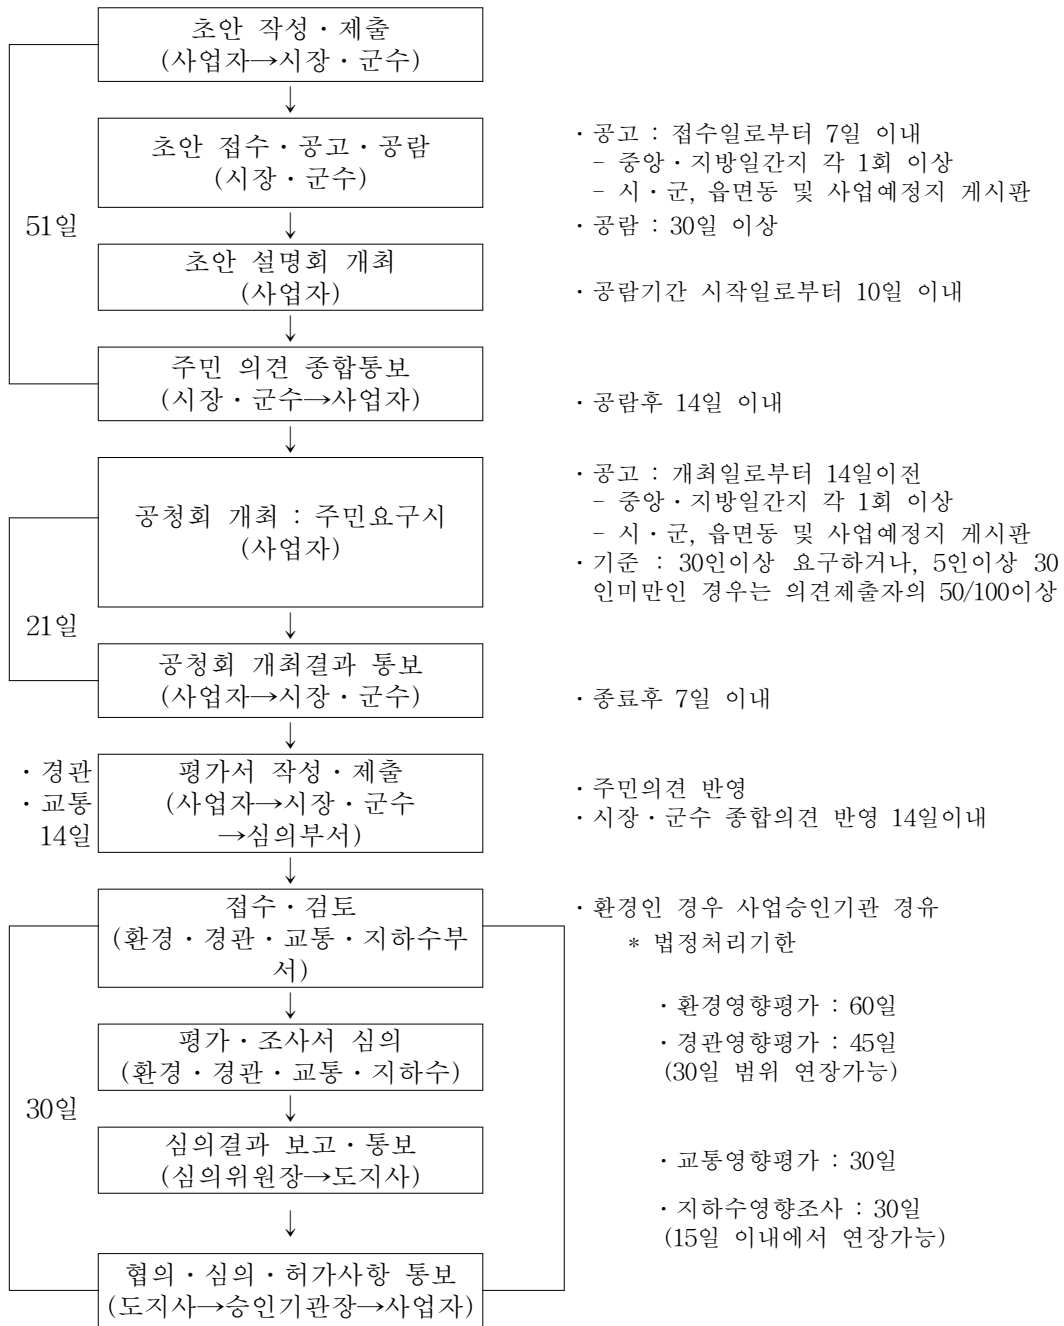 초안 작성·제출
(사업자→시장·군수)
↓
초안 접수·공고·공람
(시장·군수)
·공고 : 접수일로부터 7일 이내
- 중앙·지방일간지 각 1회 이상
- 시·군, 읍면동 및 사업예정지 게시판
·공람 : 30일 이상
51일
↓
초안 설명회 개최
(사업자)
·공람기간 시작일로부터 10일 이내
↓
주민 의견 종합통보
(시장·군수→사업자)
·공람후 14일 이내
↓
공청회 개최 : 주민요구시
(사업자)
·공고 : 개최일로부터 14일이전
- 중앙·지방일간지 각 1회 이상
- 시·군, 읍면동 및 사업예정지 게시판
·기준 : 30인이상 요구하거나, 5인이상 30
인미만인 경우는 의견제출자의 50/100이상
21일
↓
공청회 개최결과 통보
(사업자→시장·군수)
·종료후 7일 이내
↓
·경관
·교통
14일
평가서 작성·제출
(사업자→시장·군수
→심의부서)
·주민의견 반영
·시장·군수 종합의견 반영 14일이내
↓
접수·검토
(환경·경관·교통·지하수부
서)
·환경인 경우 사업승인기관 경유
* 법정처리기한
↓
평가·조사서 심의
(환경·경관·교통·지하수)
·환경영향평가 : 60일
·경관영향평가 : 45일
(30일 범위 연장가능)
30일
↓
심의결과 보고·통보
(심의위원장→도지사)
·교통영향평가 : 30일
·지하수영향조사 : 30일
(15일 이내에서 연장가능)
↓
협의·심의·허가사항 통보
(도지사→승인기관장→사업자)